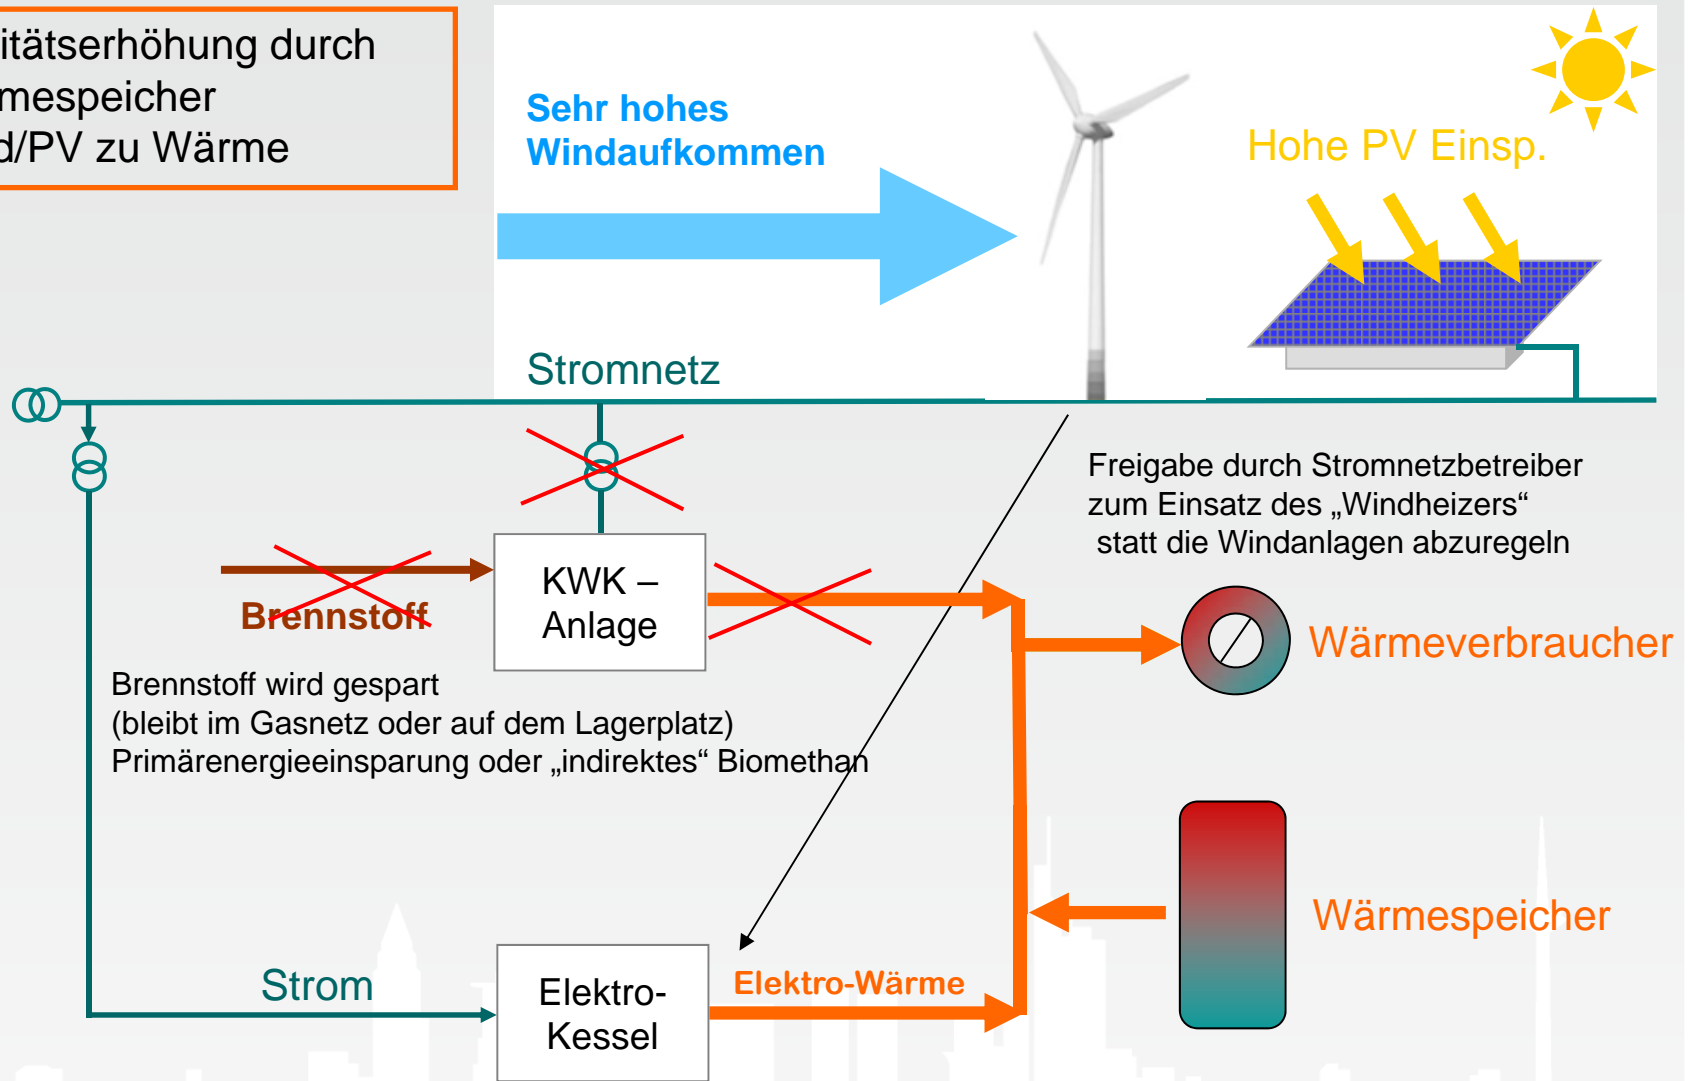 itätserhöhung durch
mespeicher
d/PV zu Wärme
Sehr hohes
Windaufkommen
Hohe PV Einsp.
Stromnetz
Freigabe durch Stromnetzbetreiber
zum Einsatz des „Windheizers“
statt die Windanlagen abzuregeln
KWK –
Anlage
Brennstoff
Wärmeverbraucher
Brennstoff wird gespart
(bleibt im Gasnetz oder auf dem Lagerplatz)
Primärenergieeinsparung oder „indirektes“ Biomethan
Wärmespeicher
Strom
Elektro-
Kessel
Elektro-Wärme